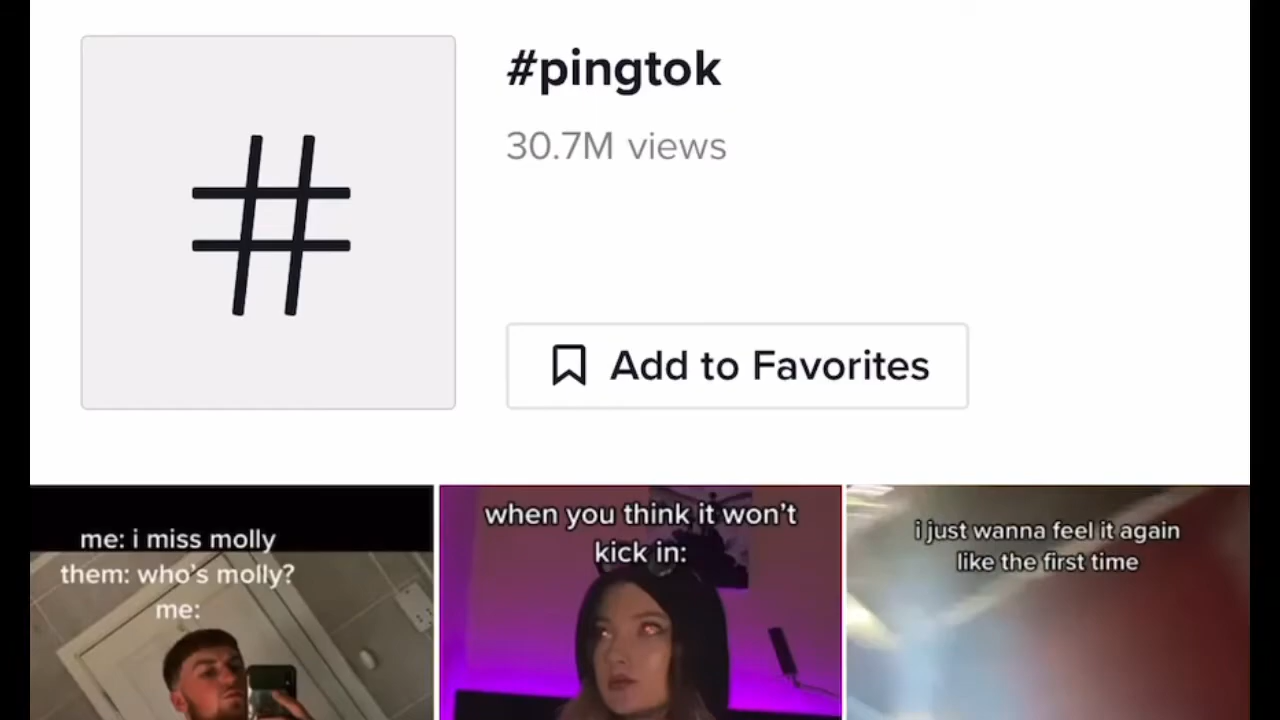 #pingtok
30.7M views
Add to Favorites
me: i miss molly
them: who's molly?
me:
when you think it won't
kick in:
i just wanna feel it again
like the first time